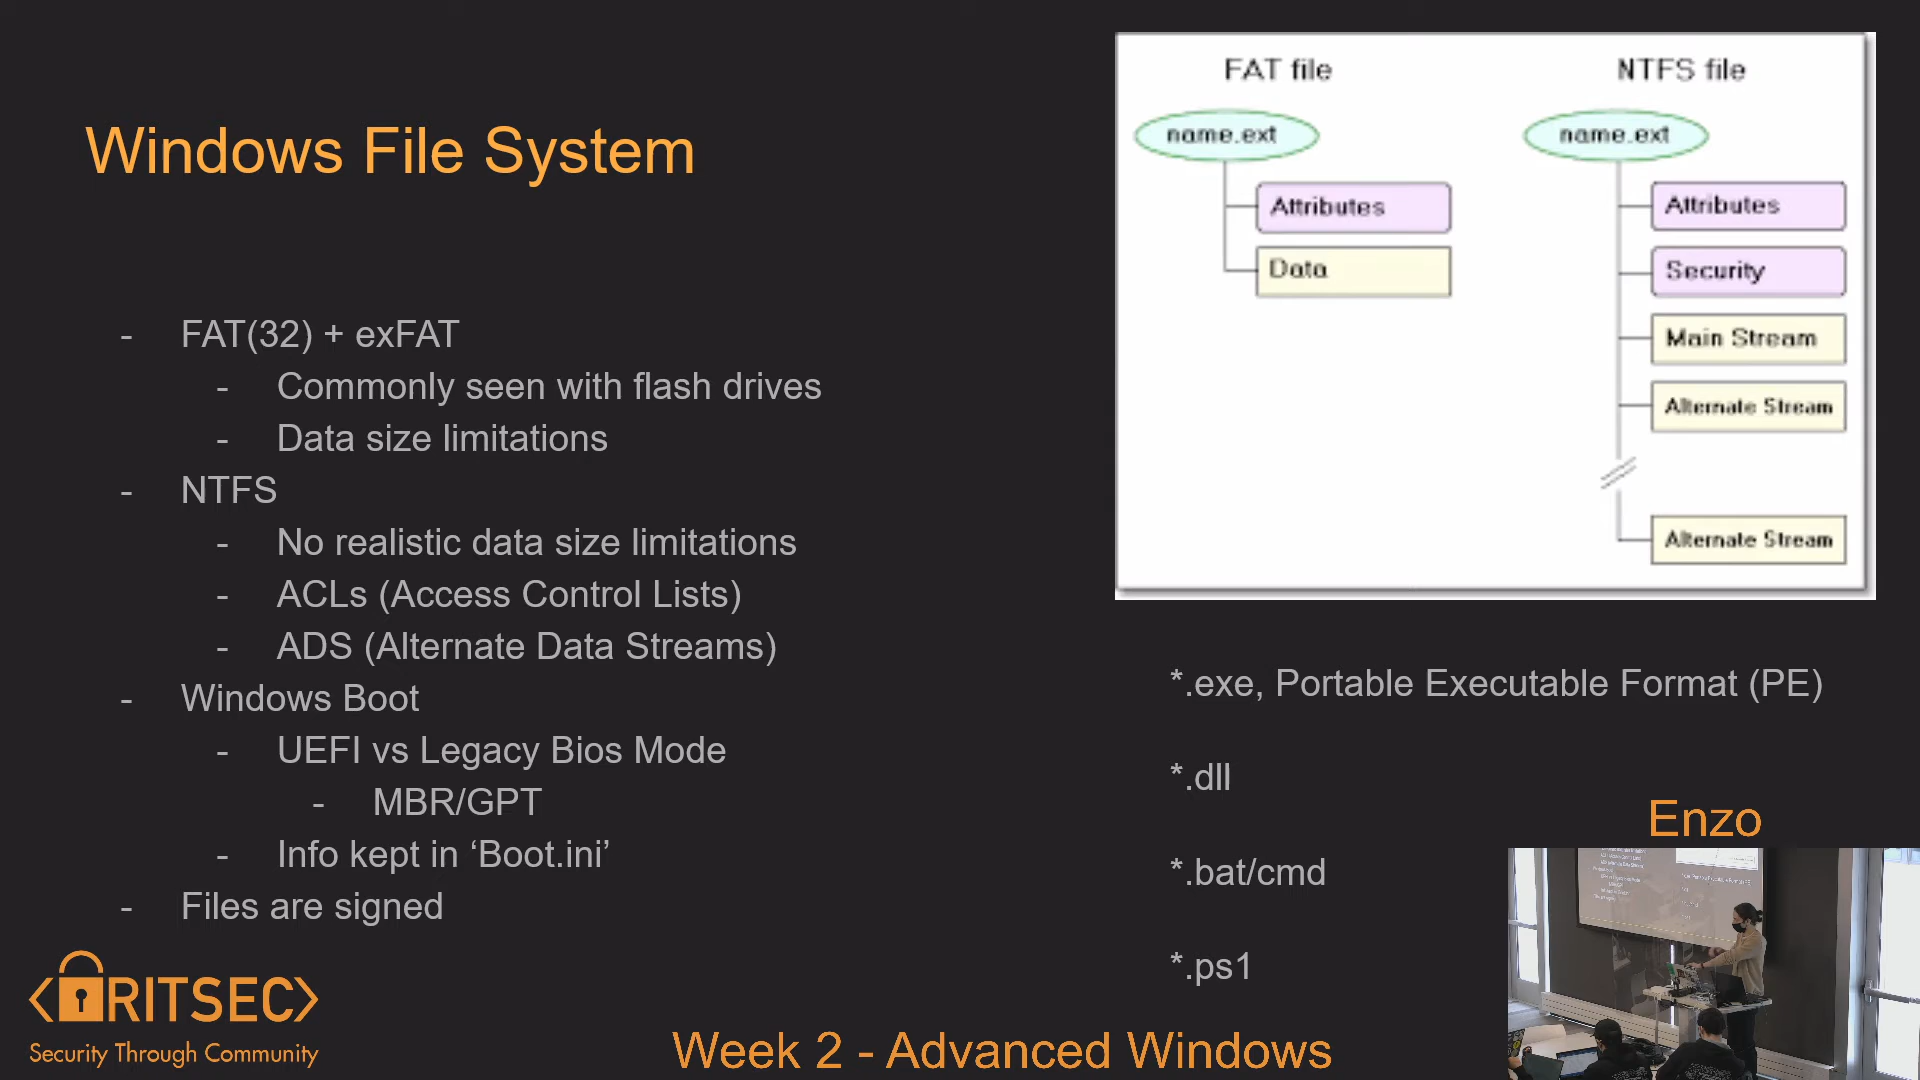 Windows File System
- FAT(32) + exFAT
- Commonly seen with flash drives
- Data size limitations
- NTFS
- No realistic data size limitations
- ACLs (Access Control Lists)
- ADS (Alternate Data Streams)
- Windows Boot
- UEFI vs Legacy Bios Mode
- MBR/GPT
- Info kept in ‘Boot.ini’
- Files are signed
FAT file
name.ext
Attributes
Data
NTFS file
name.ext
Attributes
Security
Main Stream
Alternate Stream
Alternate Stream
*.exe, Portable Executable Format (PE)
*.dll
*.bat/cmd
*.ps1
Enzo
<RITSEC>
Security Through Community
Week 2 - Advanced Windows